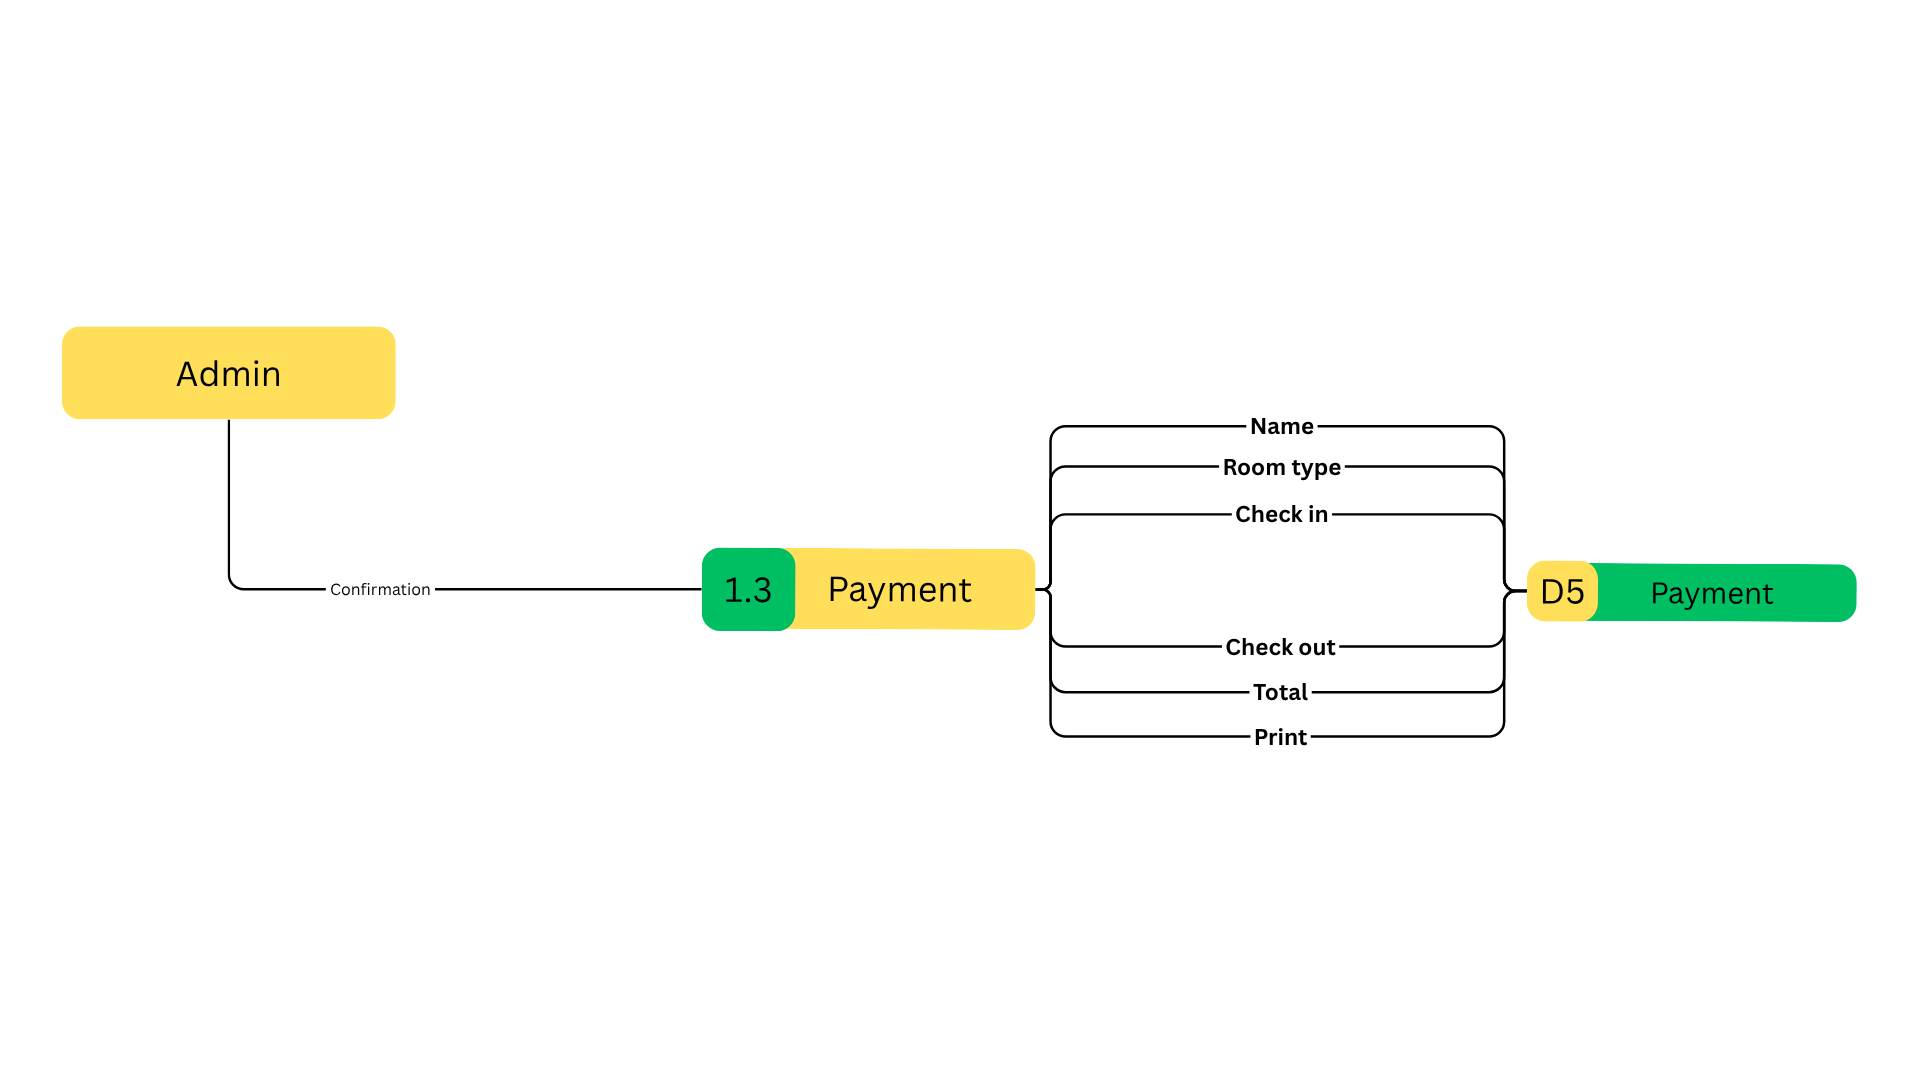 Admin
Confirmation
1.3
Payment
Name
Room type
Check in
Check out
Total
Print
D5
Payment